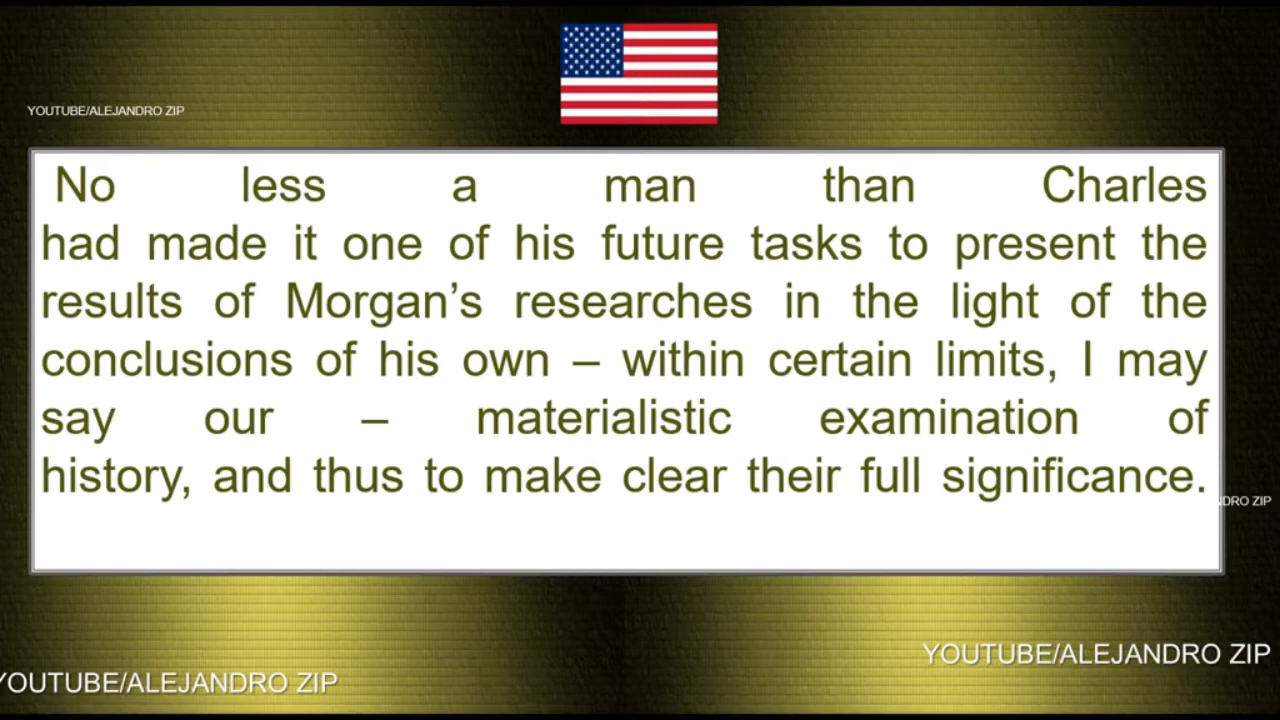 YOUTUBE/ALEJANDRO ZIP
No less a man than Charles
had made it one of his future tasks to present the
results of Morgan’s researches in the light of the
conclusions of his own – within certain limits, I may
say our – materialistic examination of
history, and thus to make clear their full significance.
DRO ZIP
YOUTUBE/ALEJANDRO ZIP
YOUTUBE/ALEJANDRO ZIP